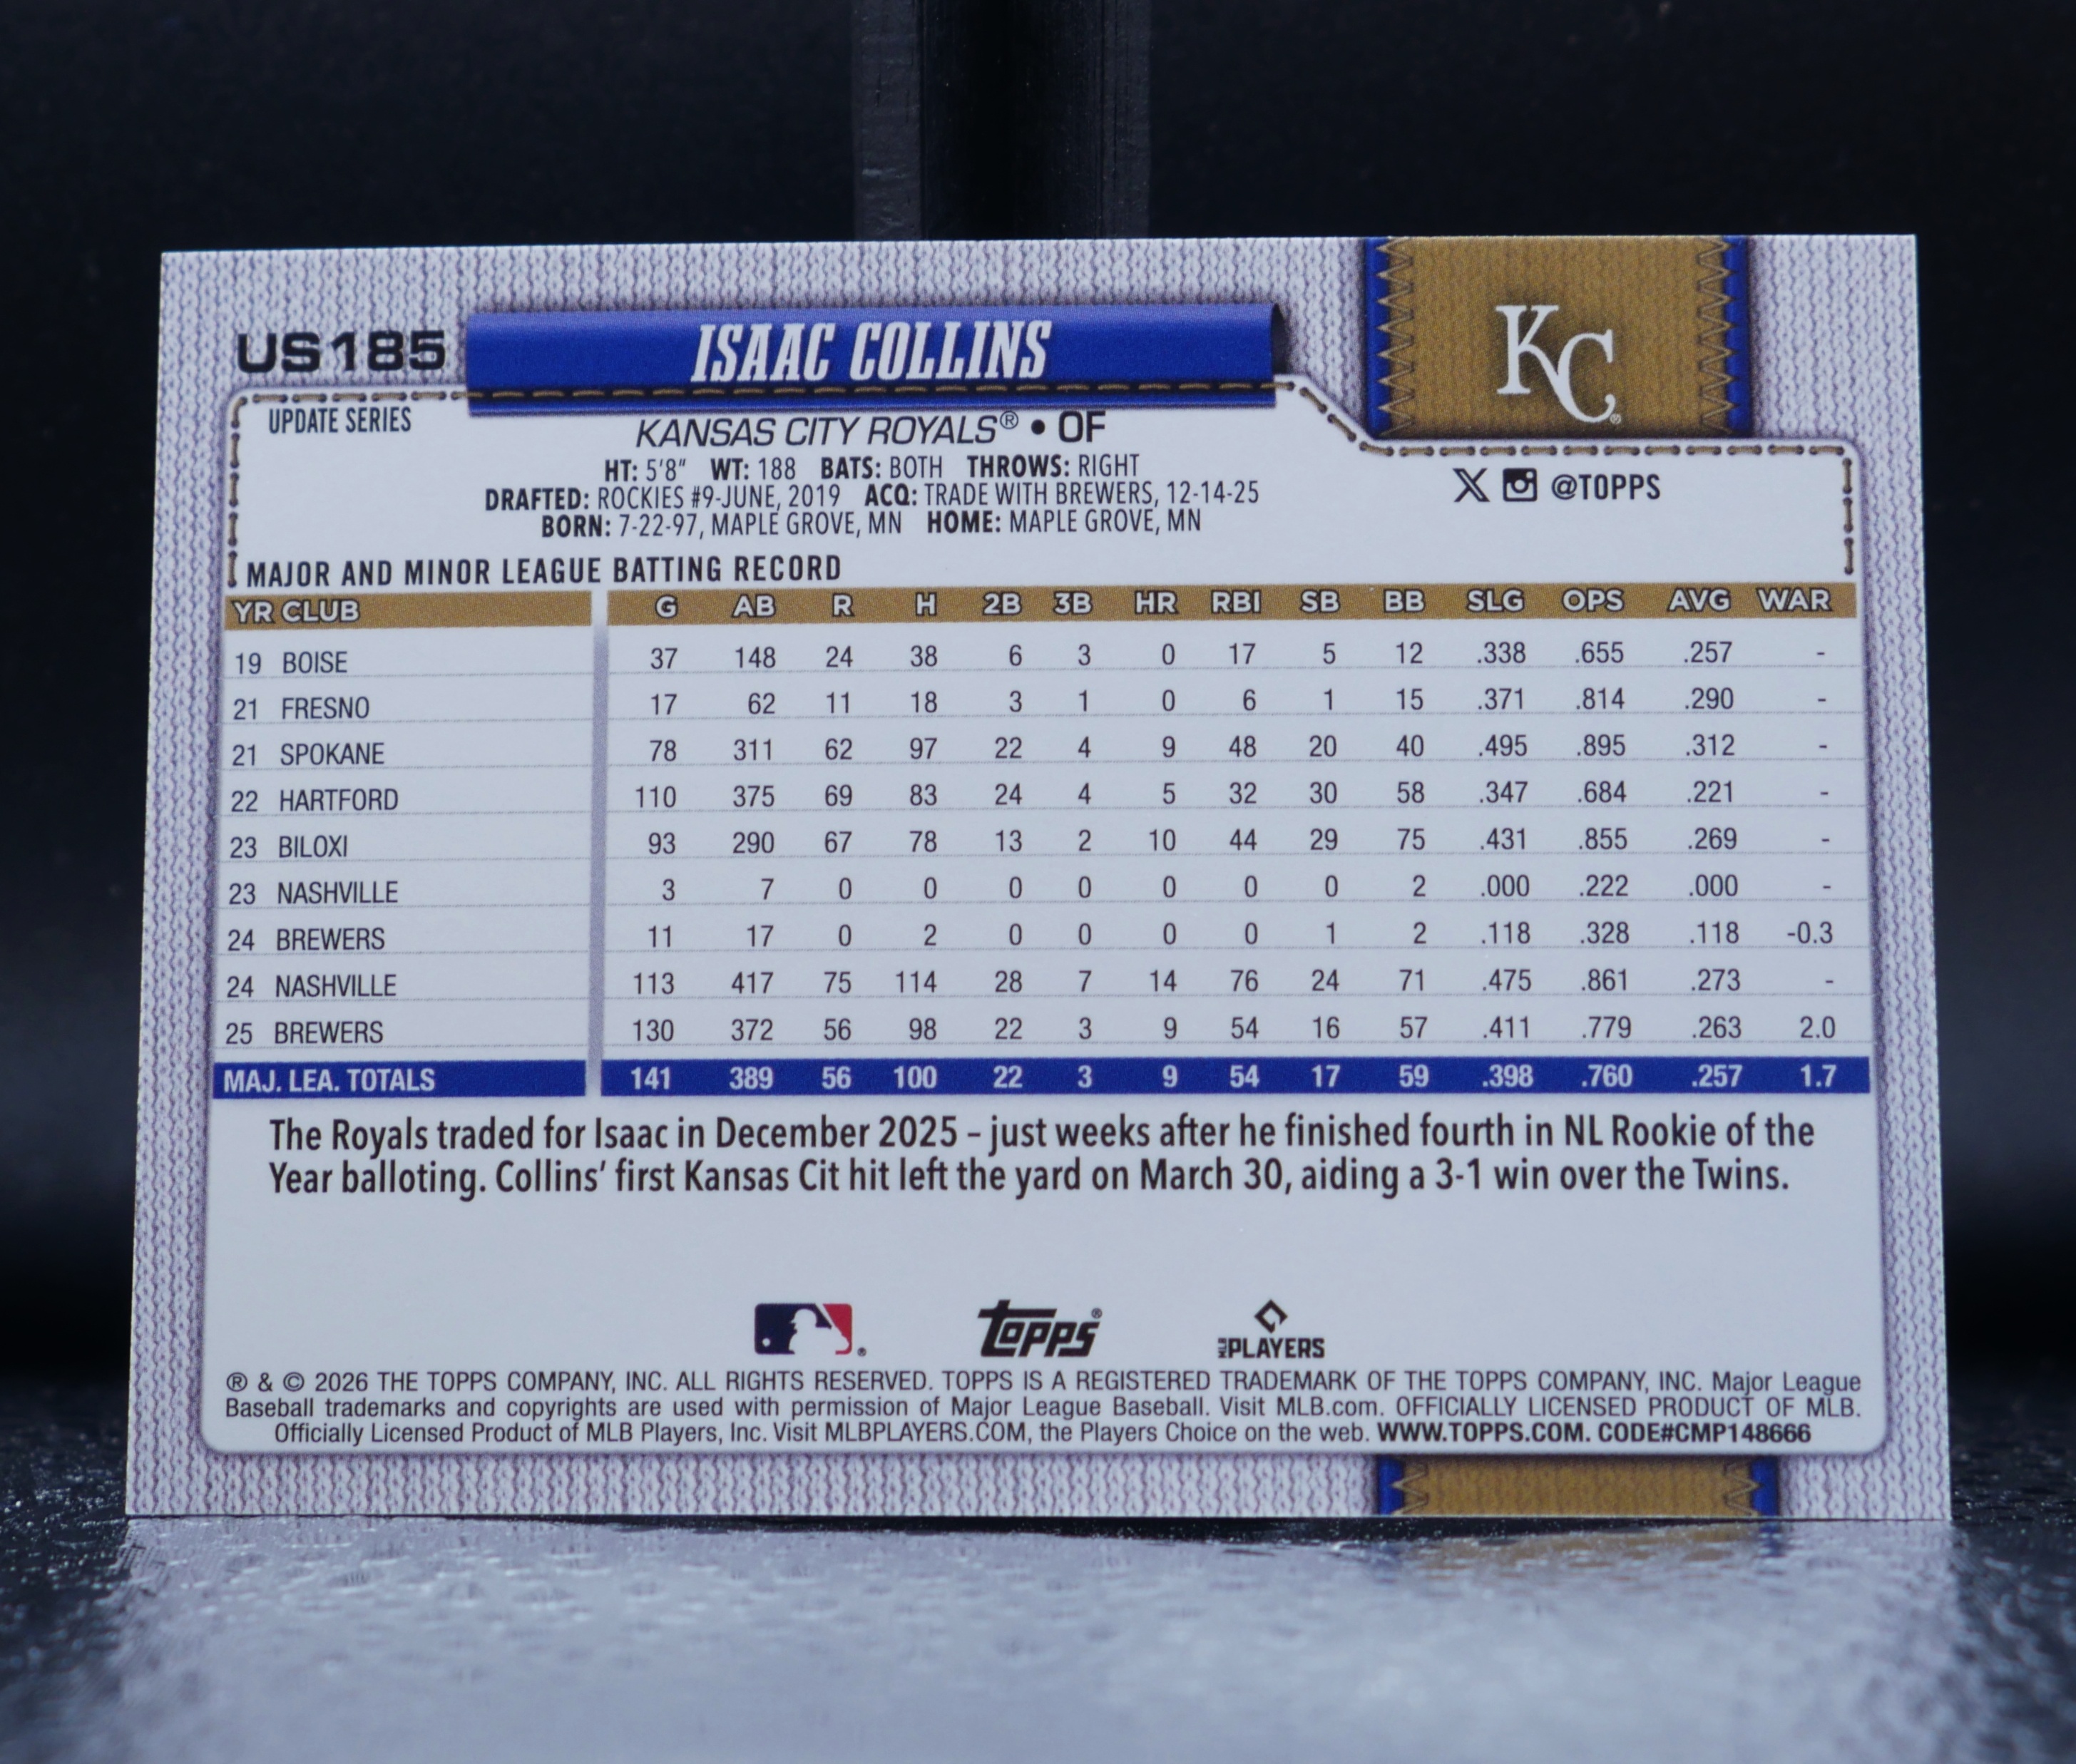 US185
ISAAC COLLINS
KC®
UPDATE SERIES
KANSAS CITY ROYALS® • OF
HT: 5'8" WT: 188 BATS: BOTH THROWS: RIGHT
DRAFTED: ROCKIES #9-JUNE, 2019 ACQ: TRADE WITH BREWERS, 12-14-25
BORN: 7-22-97, MAPLE GROVE, MN HOME: MAPLE GROVE, MN
@TOPPS
MAJOR AND MINOR LEAGUE BATTING RECORD
YR CLUB G AB R H 2B 3B HR RBI SB BB SLG OPS AVG WAR
19 BOISE 37 148 24 38 6 3 0 17 5 12 .338 .655 .257 -
21 FRESNO 17 62 11 18 3 1 0 6 1 15 .371 .814 .290 -
21 SPOKANE 78 311 62 97 22 4 9 48 20 40 .495 .895 .312 -
22 HARTFORD 110 375 69 83 24 4 5 32 30 58 .347 .684 .221 -
23 BILOXI 93 290 67 78 13 2 10 44 29 75 .431 .855 .269 -
23 NASHVILLE 3 7 0 0 0 0 0 0 0 2 .000 .222 .000 -
24 BREWERS 11 17 0 2 0 0 0 0 1 2 .118 .328 .118 -0.3
24 NASHVILLE 113 417 75 114 28 7 14 76 24 71 .475 .861 .273 -
25 BREWERS 130 372 56 98 22 3 9 54 16 57 .411 .779 .263 2.0
MAJ. LEA. TOTALS 141 389 56 100 22 3 9 54 17 59 .398 .760 .257 1.7
The Royals traded for Isaac in December 2025 – just weeks after he finished fourth in NL Rookie of the
Year balloting. Collins' first Kansas Cit hit left the yard on March 30, aiding a 3-1 win over the Twins.
Topps® MLB PLAYERS
® & © 2026 THE TOPPS COMPANY, INC. ALL RIGHTS RESERVED. TOPPS IS A REGISTERED TRADEMARK OF THE TOPPS COMPANY, INC. Major League
Baseball trademarks and copyrights are used with permission of Major League Baseball. Visit MLB.com. OFFICIALLY LICENSED PRODUCT OF MLB.
Officially Licensed Product of MLB Players, Inc. Visit MLBPLAYERS.COM, the Players Choice on the web. WWW.TOPPS.COM. CODE#CMP148666